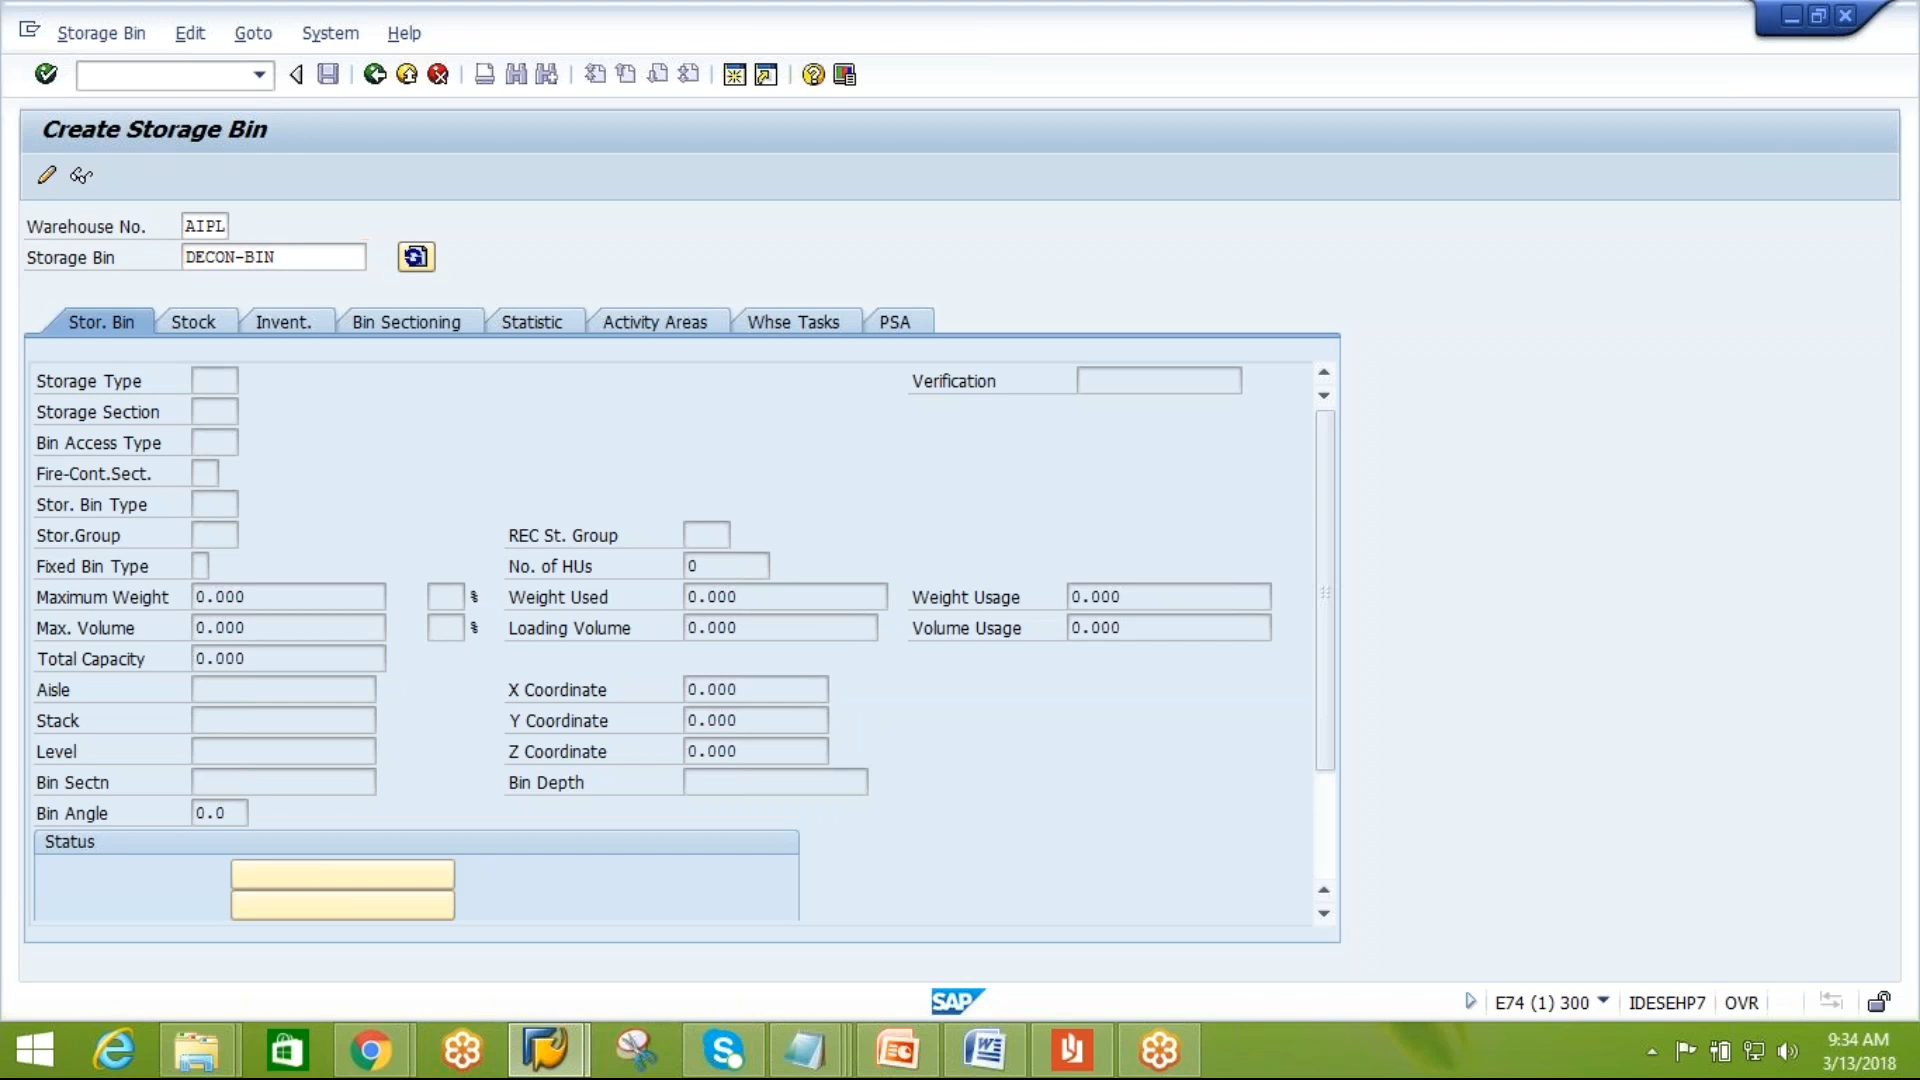 Storage Bin Edit Goto System Help
Create Storage Bin
Warehouse No. AIPL
Storage Bin DECON-BIN
Stor. Bin Stock Invent. Bin Sectioning Statistic Activity Areas Whse Tasks PSA
Storage Type Verification
Storage Section
Bin Access Type
Fire-Cont.Sect.
Stor. Bin Type
Stor.Group REC St. Group
Fixed Bin Type No. of HUs 0
Maximum Weight 0.000 % Weight Used 0.000 Weight Usage 0.000
Max. Volume 0.000 % Loading Volume 0.000 Volume Usage 0.000
Total Capacity 0.000
Aisle X Coordinate 0.000
Stack Y Coordinate 0.000
Level Z Coordinate 0.000
Bin Sectn Bin Depth
Bin Angle 0.0
Status
SAP E74 (1) 300 IDESEHP7 OVR
9:34 AM
3/13/2018